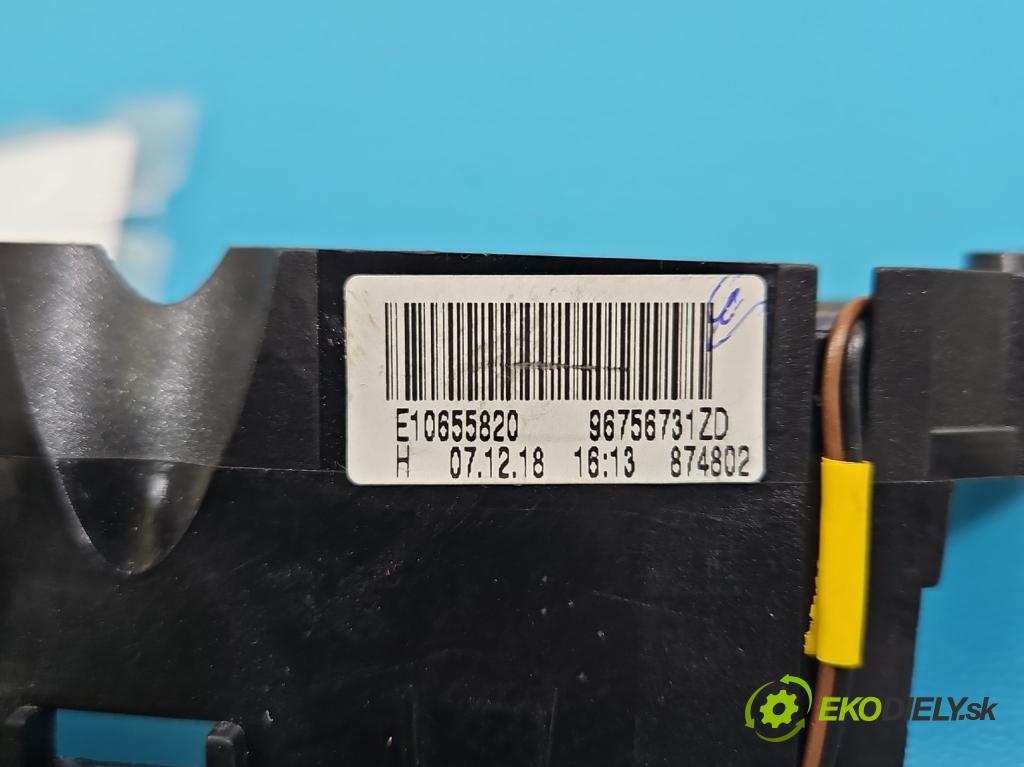 E10655820 96756731ZD
H 07.12.18 16:13 874802
EKODIELY.sk